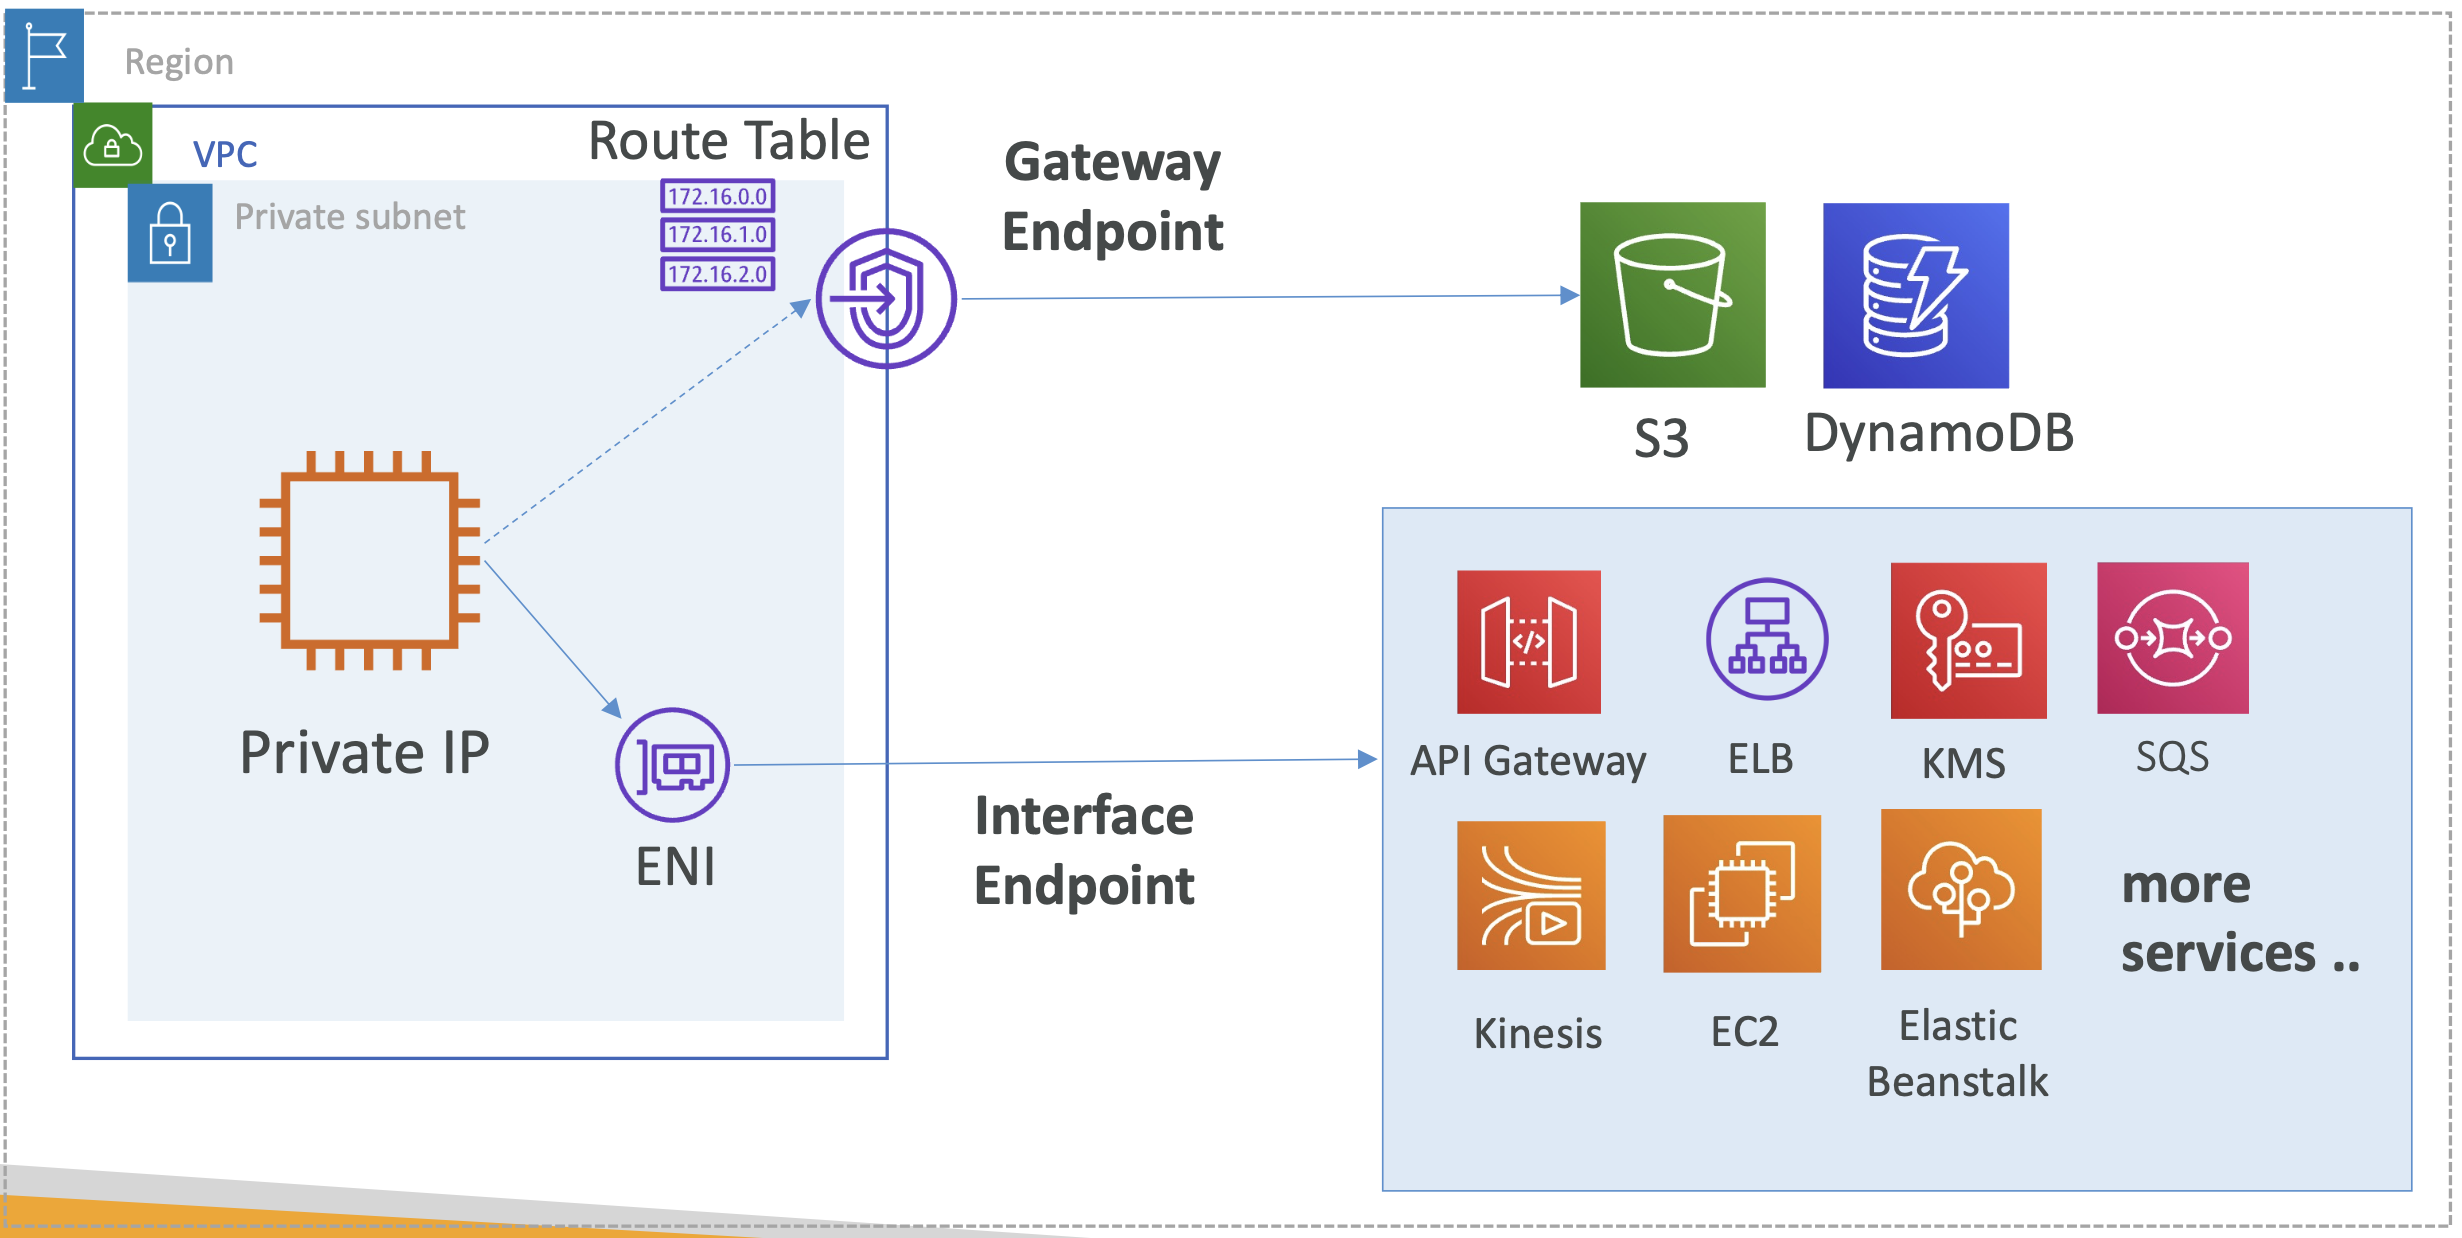 Region
VPC
Route Table
Private subnet
172.16.0.0
172.16.1.0
172.16.2.0
Gateway
Endpoint
S3
DynamoDB
Private IP
ENI
Interface
Endpoint
API Gateway
ELB
KMS
SQS
Kinesis
EC2
Elastic
Beanstalk
more
services ..